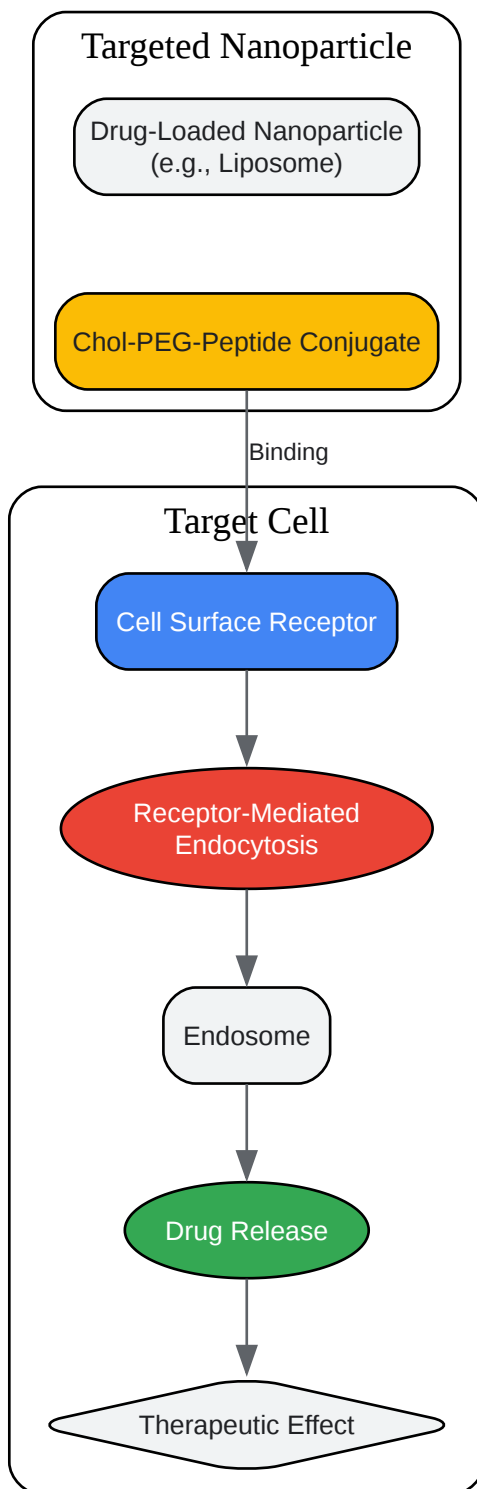 Targeted Nanoparticle
Drug-Loaded Nanoparticle
(e.g., Liposome)
Chol-PEG-Peptide Conjugate
Binding
Target Cell
Cell Surface Receptor
Receptor-Mediated
Endocytosis
Endosome
Drug Release
Therapeutic Effect